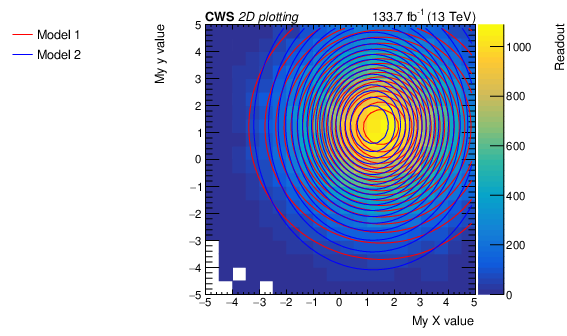 CWS 2D plotting
133.7 fb⁻¹ (13 TeV)
Model 1
Model 2
My y value
5
4
3
2
1
0
−1
−2
−3
−4
−5
−5 −4 −3 −2 −1 0 1 2 3 4 5
My X value
Readout
1000
800
600
400
200
0